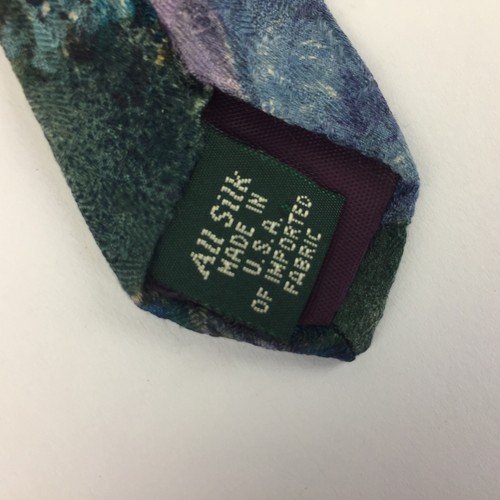 All Silk
MADE IN
U.S.A.
OF IMPORTED
FABRIC